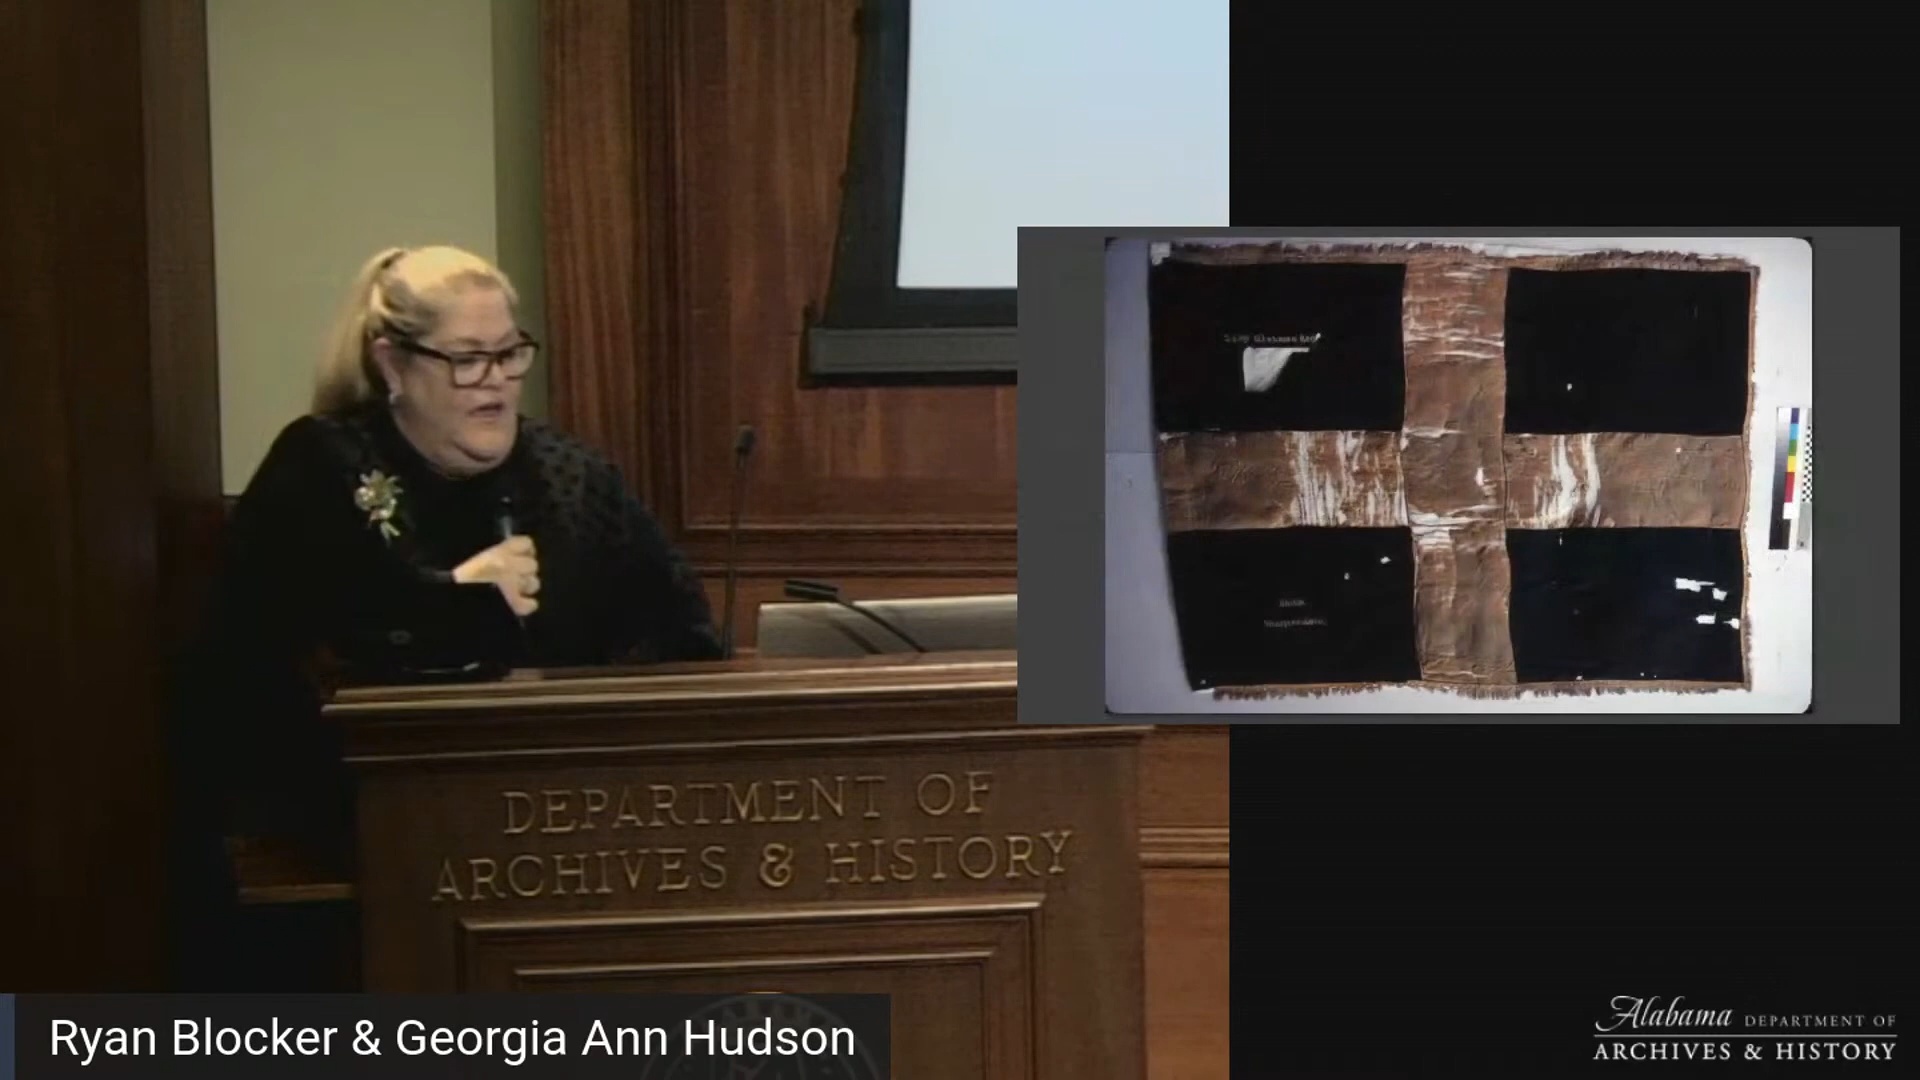 DEPARTMENT OF
ARCHIVES & HISTORY
Ryan Blocker & Georgia Ann Hudson
Alabama DEPARTMENT OF
ARCHIVES & HISTORY